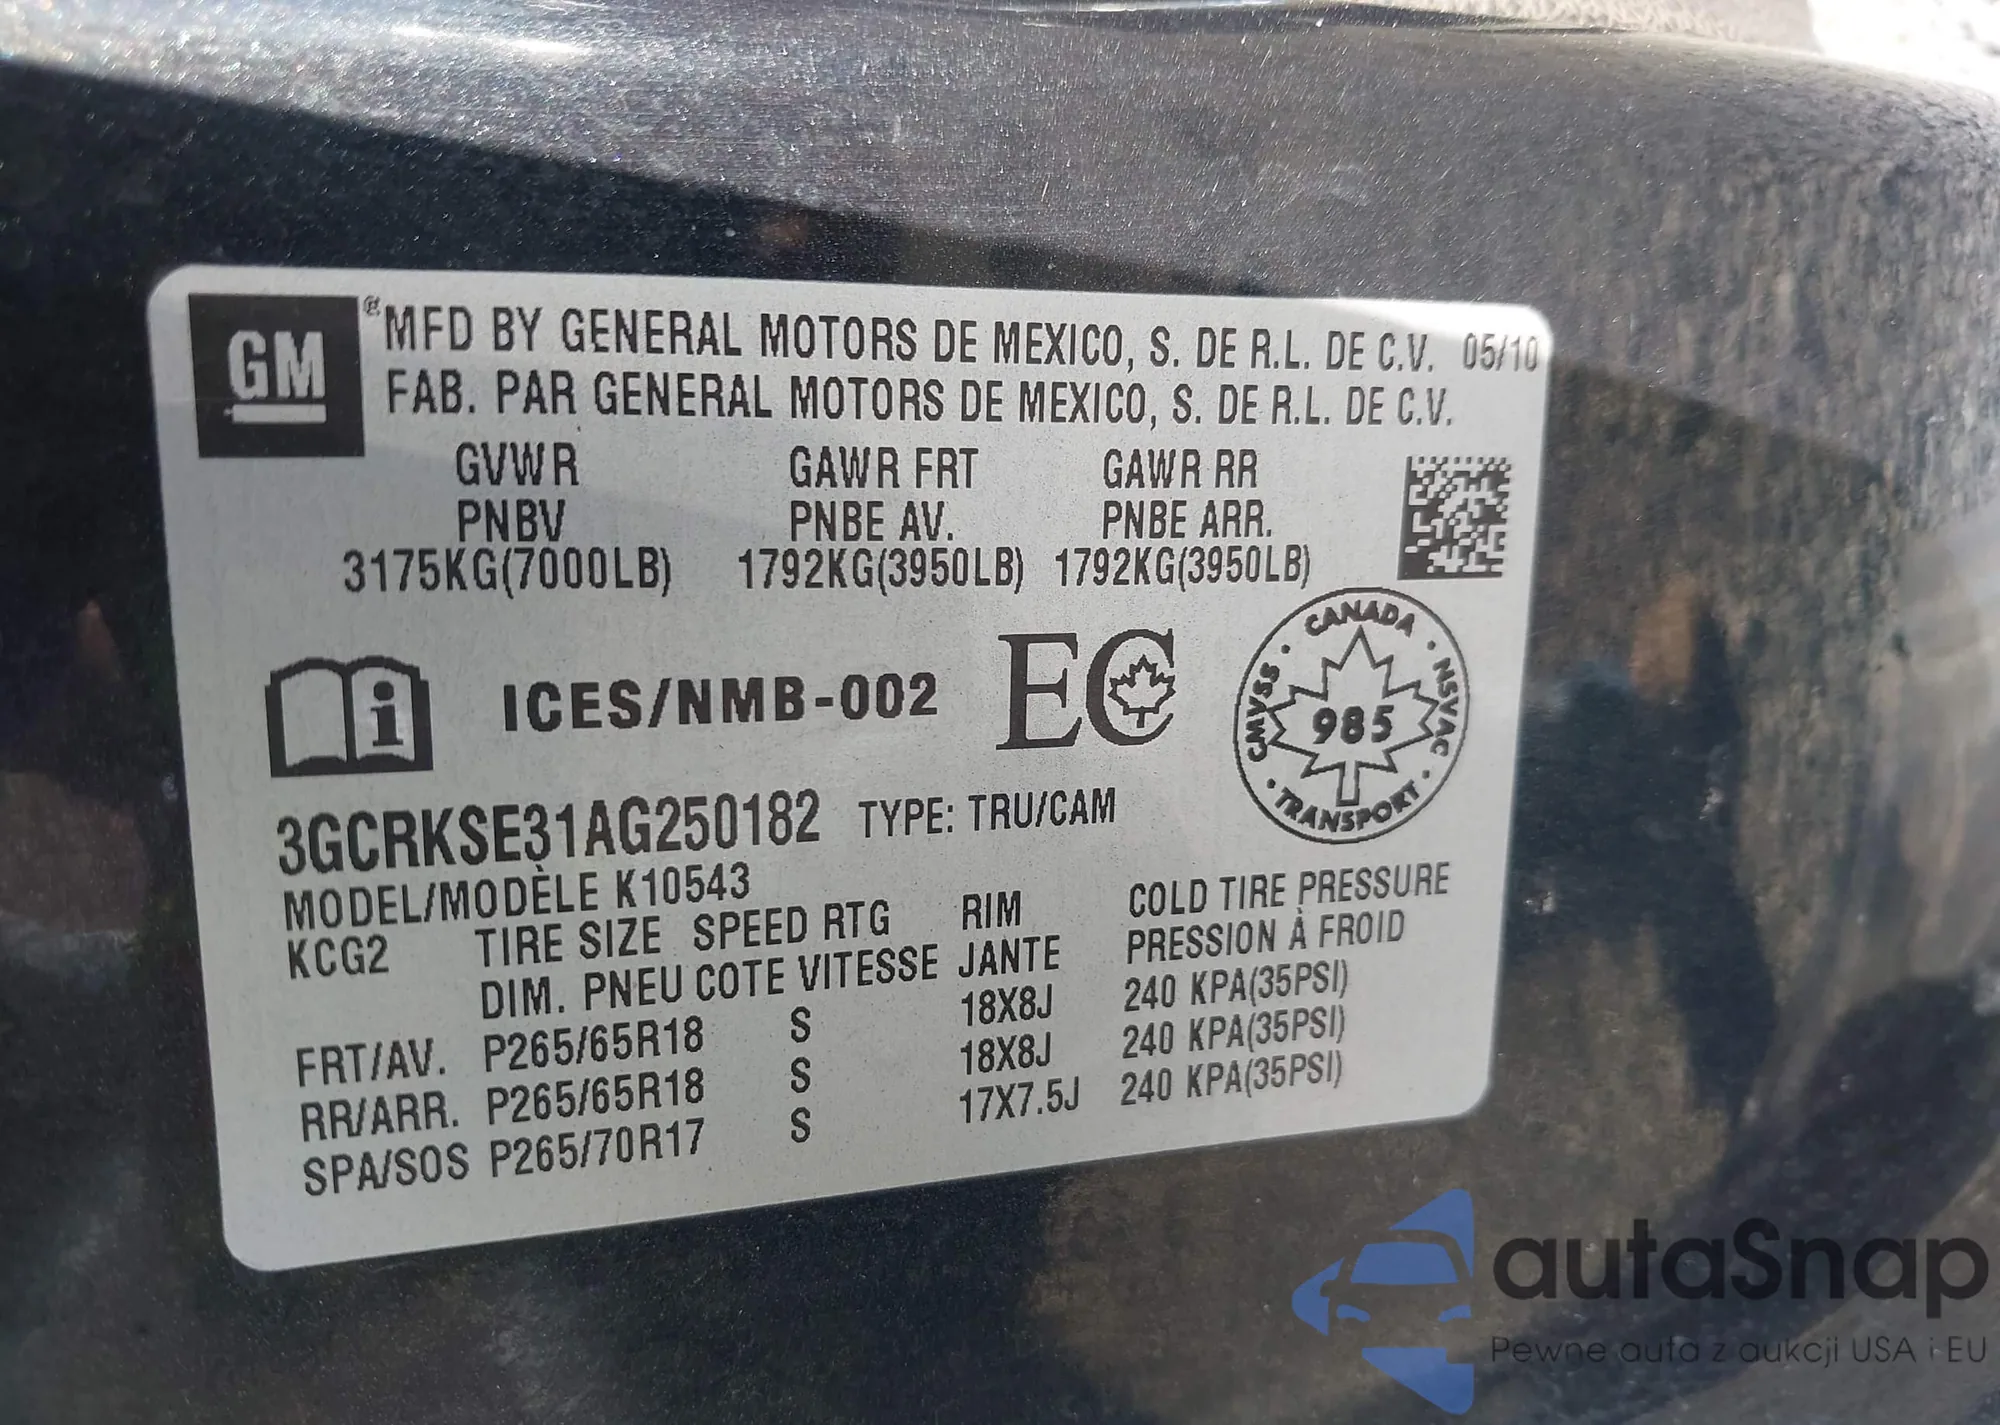 GM
® MFD BY GENERAL MOTORS DE MEXICO, S. DE R.L. DE C.V. 05/10
FAB. PAR GENERAL MOTORS DE MEXICO, S. DE R.L. DE C.V.
GVWR GAWR FRT GAWR RR
PNBV PNBE AV. PNBE ARR.
3175KG(7000LB) 1792KG(3950LB) 1792KG(3950LB)
i ICES/NMB-002 EC
CANADA · NSVAC · TRANSPORT · CMVSS ·
985
3GCRKSE31AG250182 TYPE: TRU/CAM
MODEL/MODÈLE K10543
KCG2 TIRE SIZE SPEED RTG RIM COLD TIRE PRESSURE
DIM. PNEU COTE VITESSE JANTE PRESSION À FROID
FRT/AV. P265/65R18 S 18X8J 240 KPA(35PSI)
RR/ARR. P265/65R18 S 18X8J 240 KPA(35PSI)
SPA/SOS P265/70R17 S 17X7.5J 240 KPA(35PSI)
autaSnap
Pewne auta z aukcji USA i EU